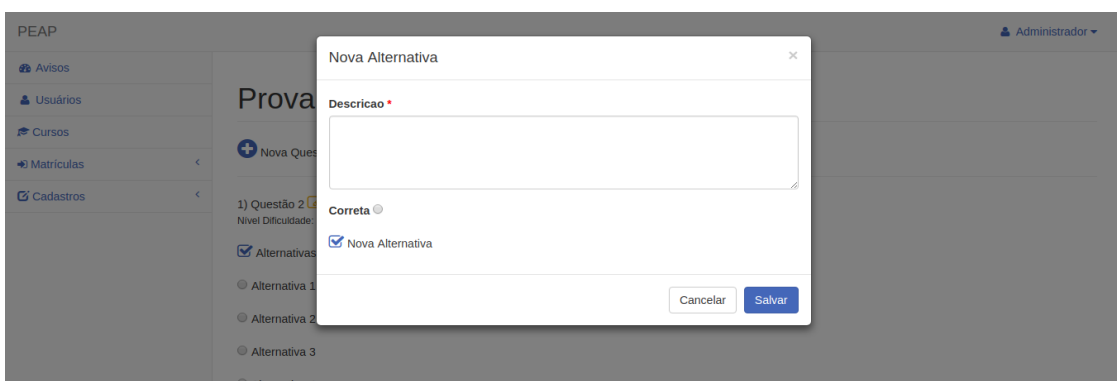 PEAP
Administrador
Nova Alternativa
×
Avisos
Usuários
Cursos
Matrículas
Cadastros
Prova
Descricao *
Nova Ques
1) Questão 2
Nível Dificuldade:
Correta
Nova Alternativa
Alternativas
Alternativa 1
Alternativa 2
Alternativa 3
Cancelar
Salvar